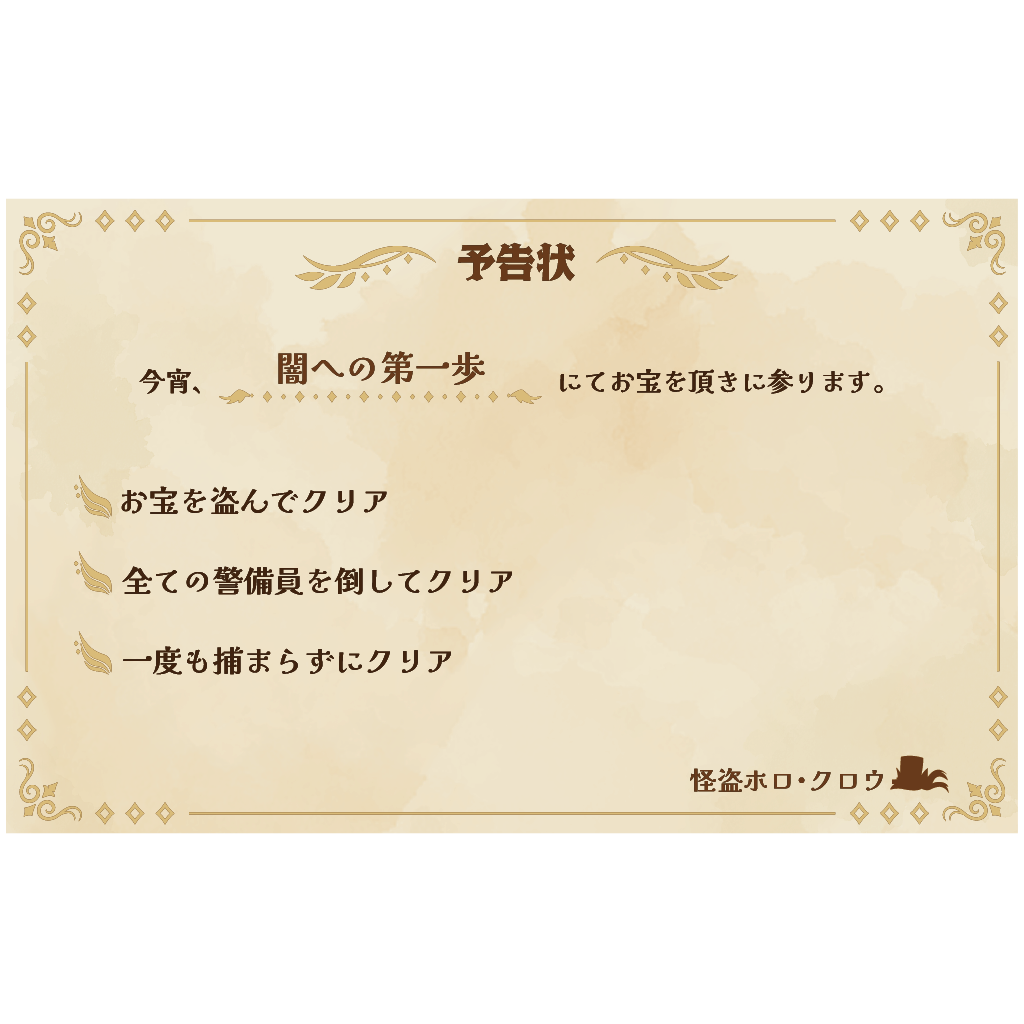 予告状
今宵、 闇への第一歩 にてお宝を頂きに参ります。
お宝を盗んでクリア
全ての警備員を倒してクリア
一度も捕まらずにクリア
怪盗ホロ・クロウ